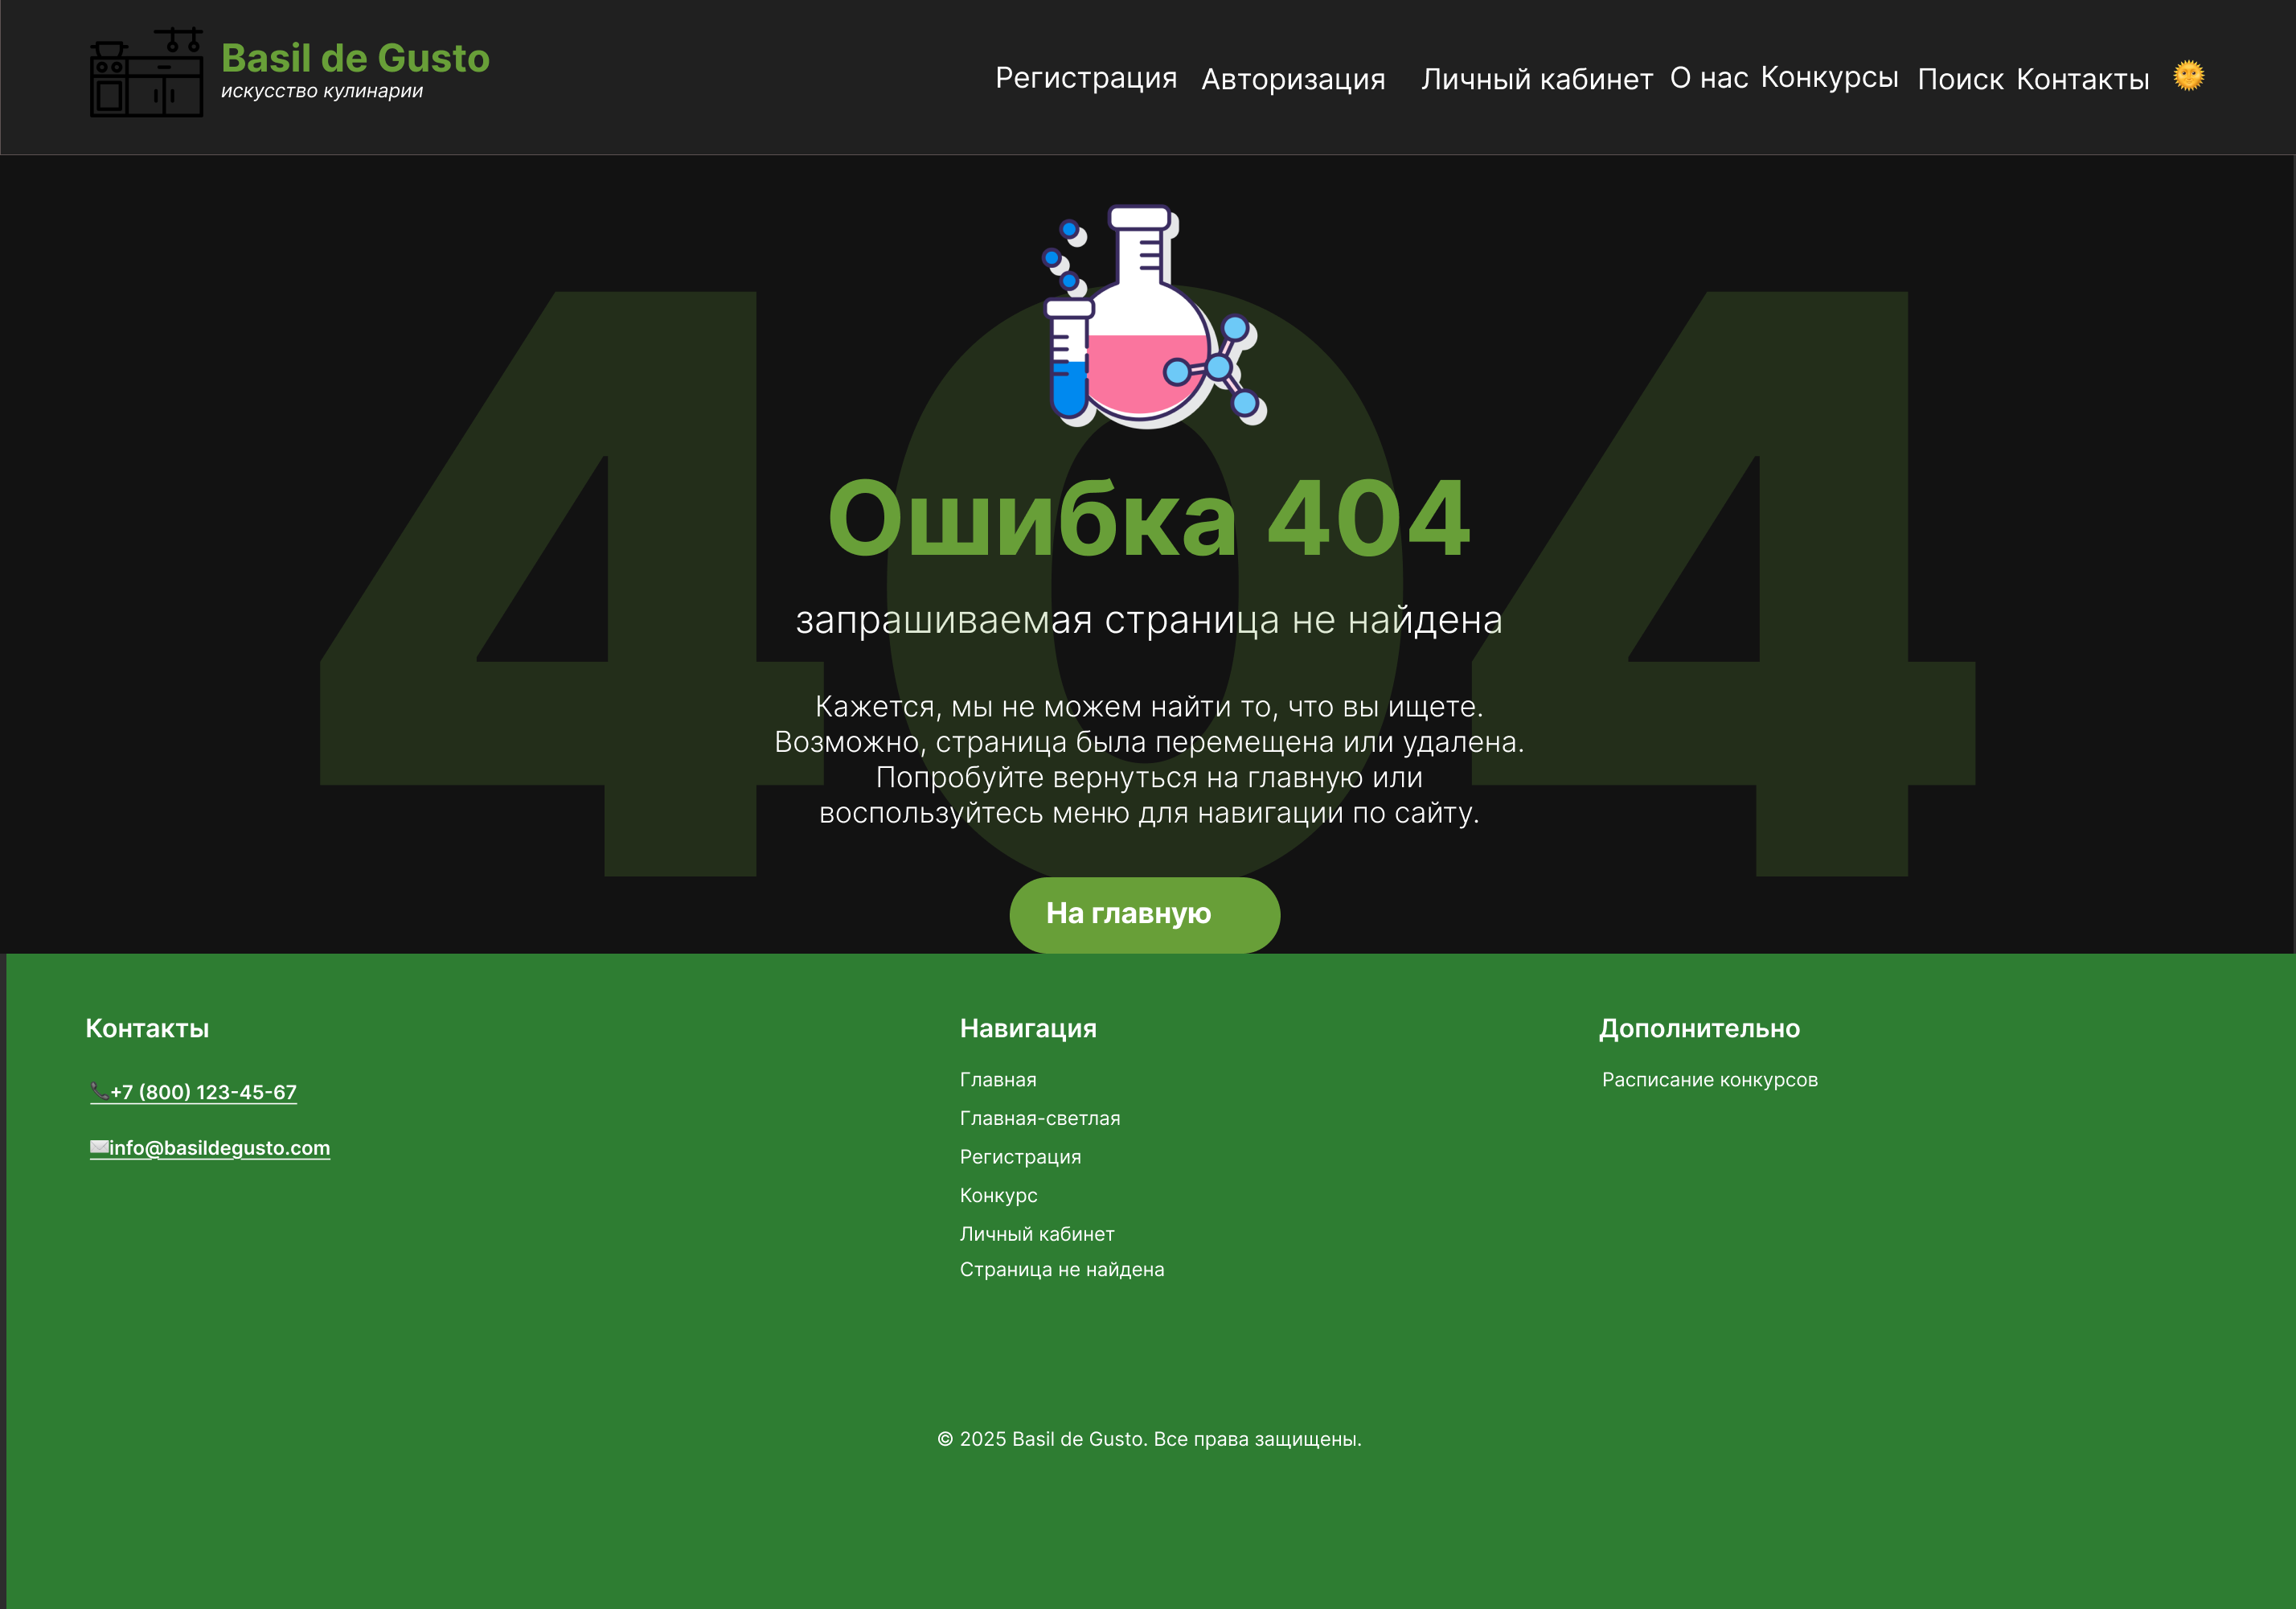 Basil de Gusto
искусство кулинарии
Регистрация Авторизация Личный кабинет О нас Конкурсы Поиск Контакты
404
Ошибка 404
запрашиваемая страница не найдена
Кажется, мы не можем найти то, что вы ищете.
Возможно, страница была перемещена или удалена.
Попробуйте вернуться на главную или
воспользуйтесь меню для навигации по сайту.
На главную
Контакты
+7 (800) 123-45-67
info@basildegusto.com
Навигация
Главная
Главная-светлая
Регистрация
Конкурс
Личный кабинет
Страница не найдена
Дополнительно
Расписание конкурсов
© 2025 Basil de Gusto. Все права защищены.